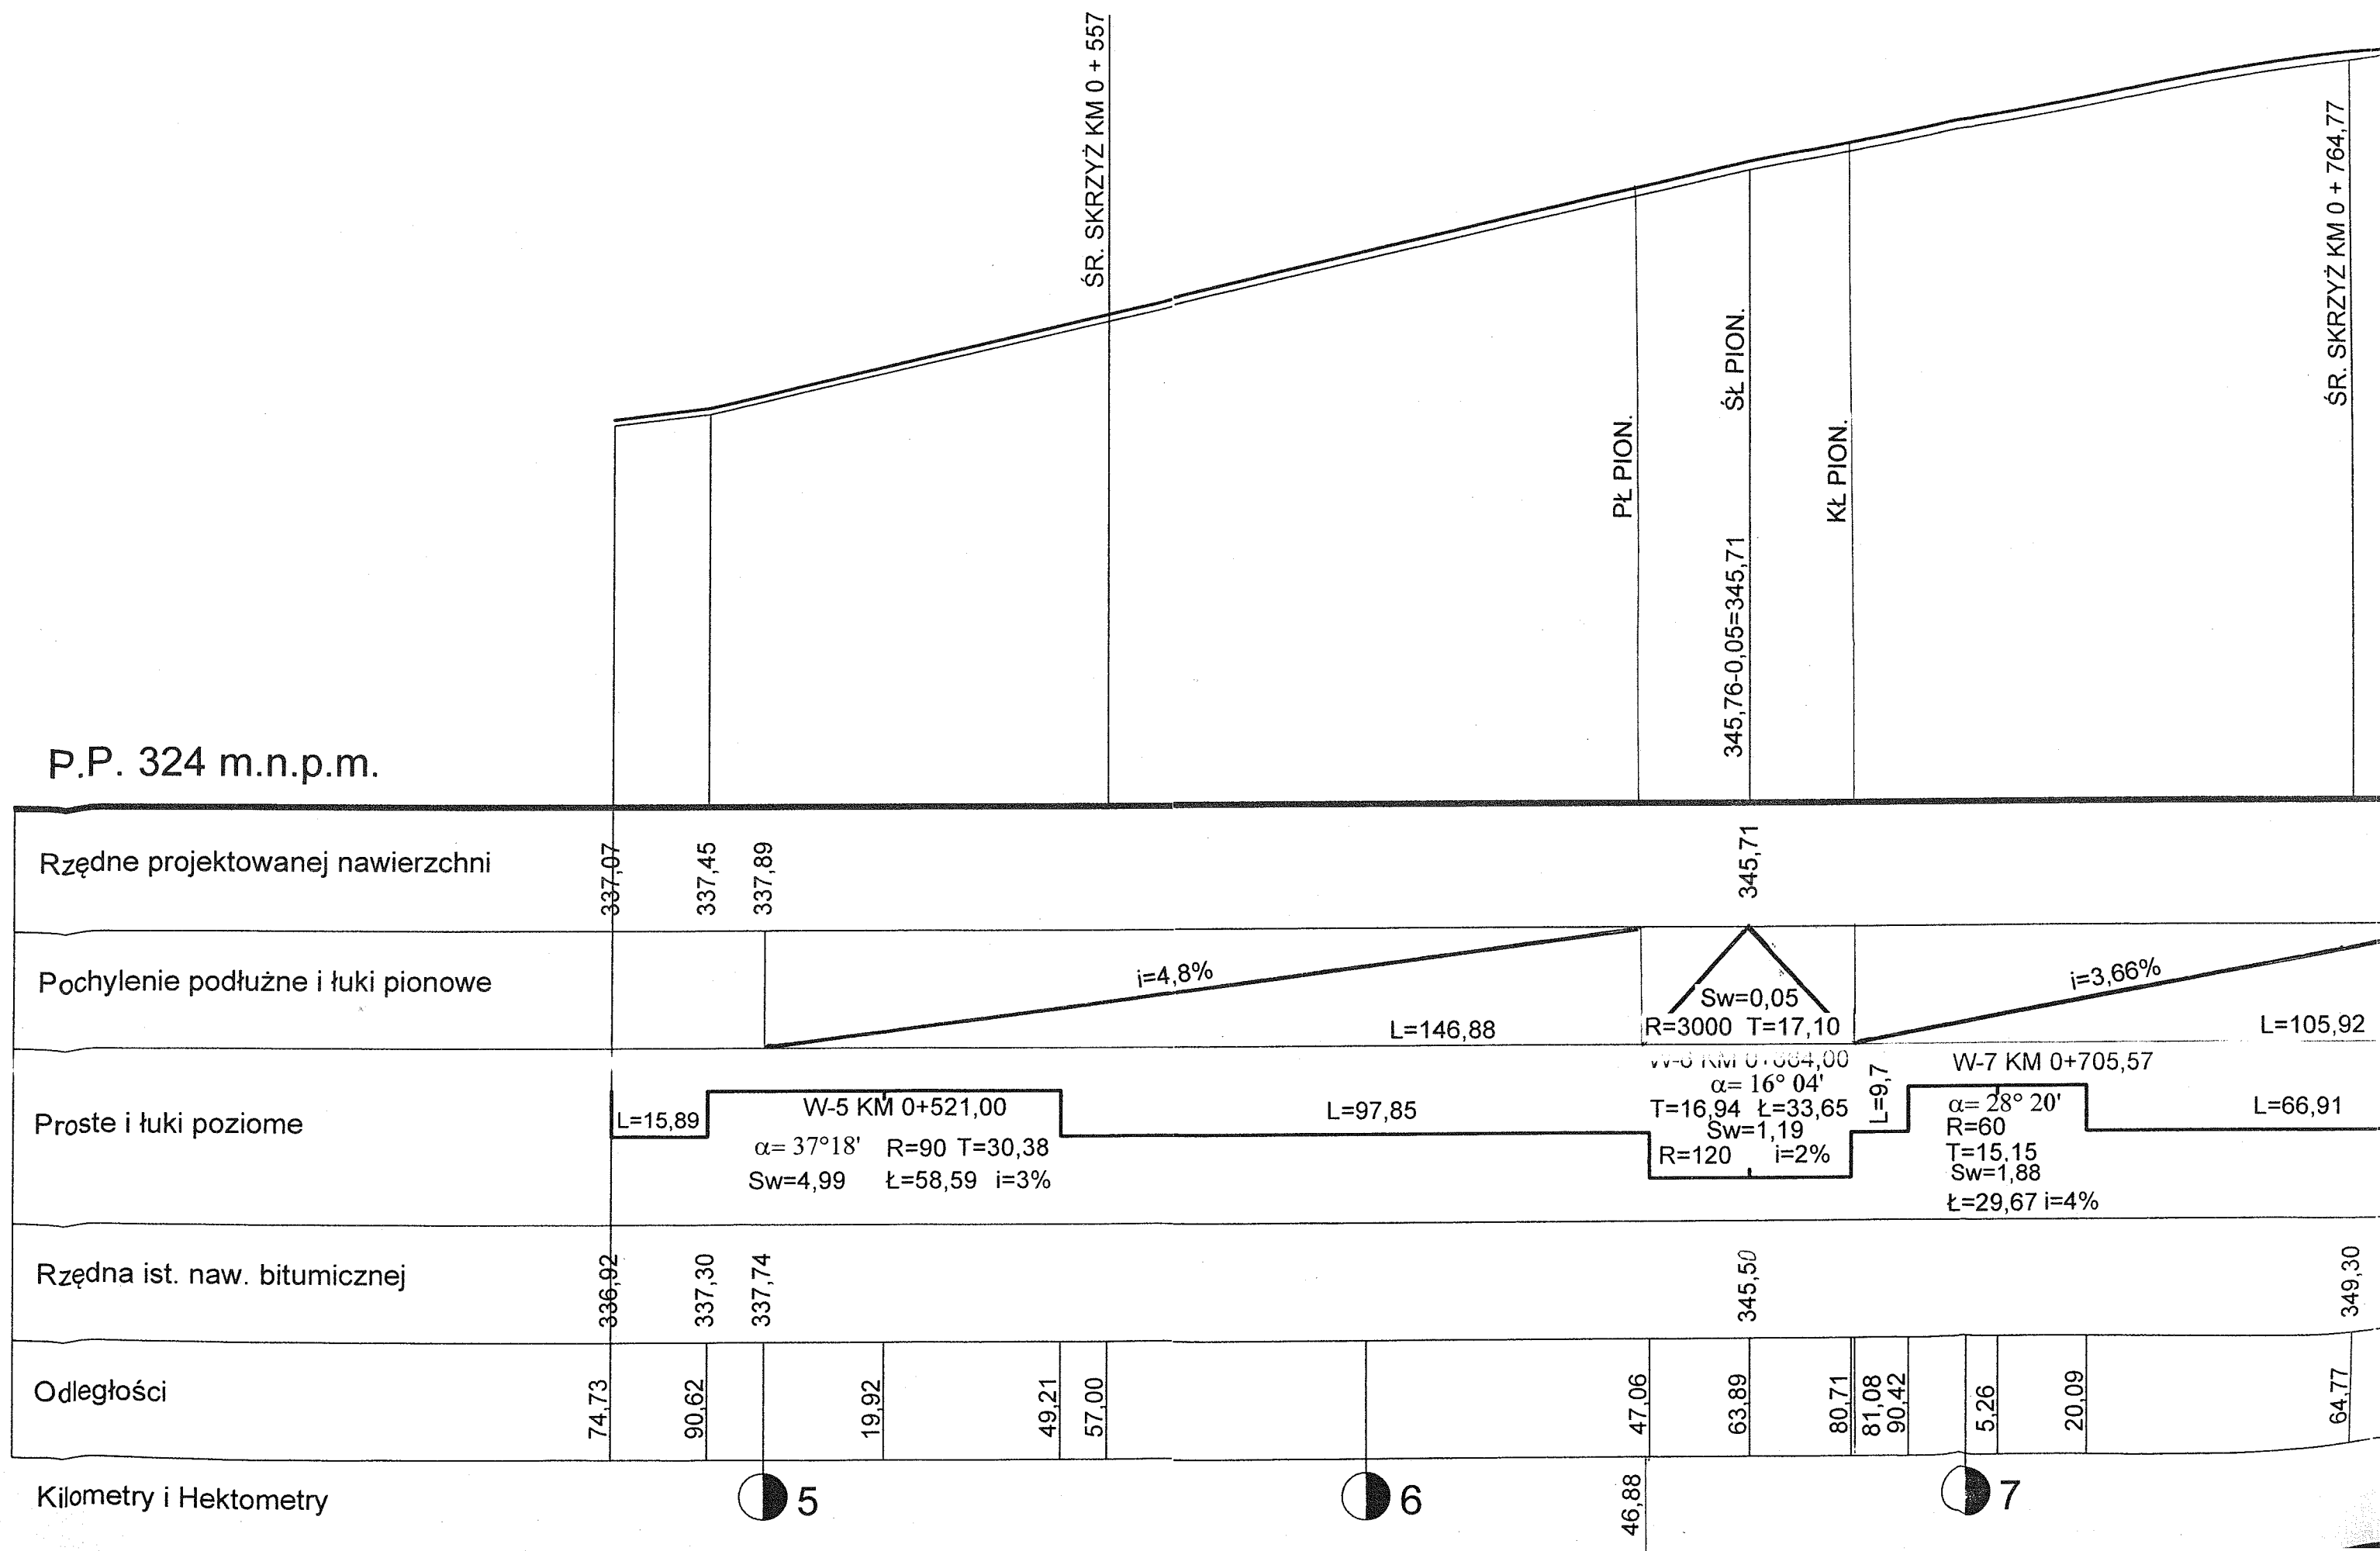 ŚR. SKRZYŻ KM 0 + 557
ŚR. SKRZYŻ KM 0 + 764,77
PŁ PION.
ŚŁ PION.
KŁ PION.
345,76-0,05=345,71
P.P. 324 m.n.p.m.
Rzędne projektowanej nawierzchni
337,07
337,45
337,89
345,71
Pochylenie podłużne i łuki pionowe
i=4,8%
L=146,88
Sw=0,05
R=3000 T=17,10
i=3,66%
L=105,92
Proste i łuki poziome
L=15,89
W-5 KM 0+521,00
α= 37°18' R=90 T=30,38
Sw=4,99 Ł=58,59 i=3%
L=97,85
KM
α= 16° 04'
T=16,94 Ł=33,65
Sw=1,19
R=120 i=2%
L=9,7
W-7 KM 0+705,57
α= 28° 20'
R=60
T=15,15
Sw=1,88
Ł=29,67 i=4%
L=66,91
Rzędna ist. naw. bitumicznej
336,92
337,30
337,74
345,50
349,30
Odległości
74,73
90,62
19,92
49,21
57,00
47,06
63,89
80,71
81,08
90,42
5,26
20,09
64,77
Kilometry i Hektometry
5
6
46,88
7